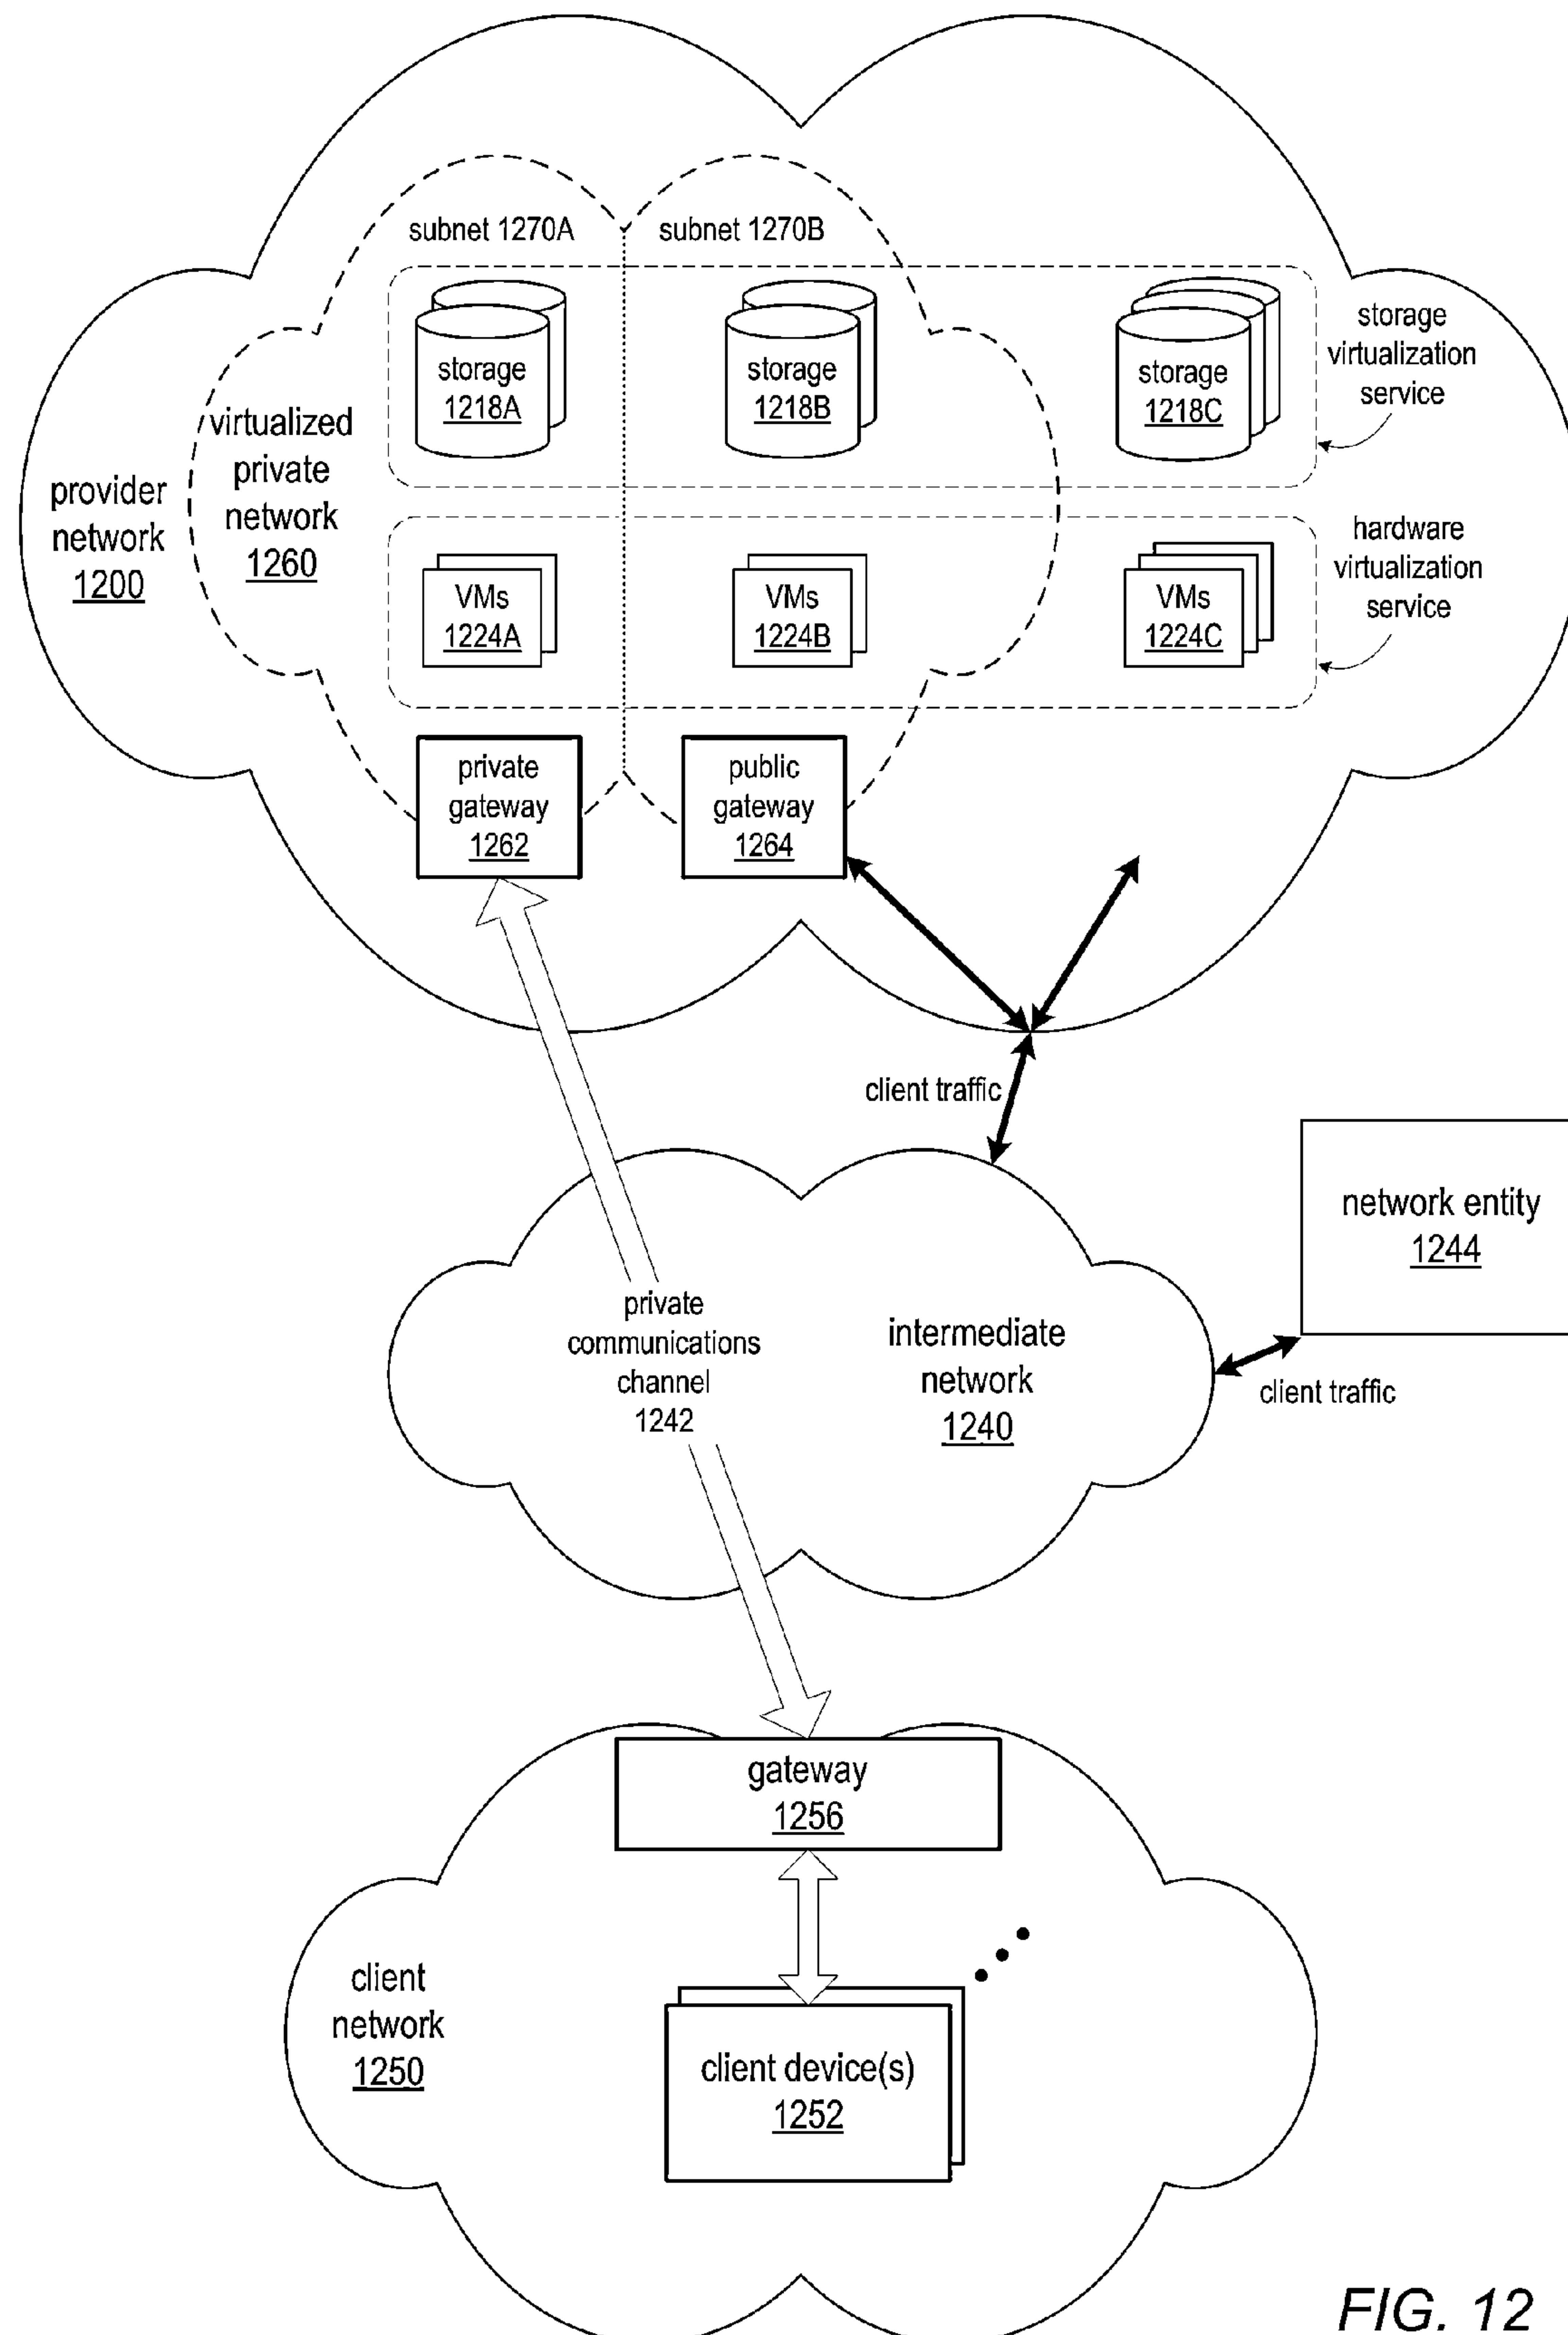 subnet 1270A
subnet 1270B
storage
1218A
storage
1218B
storage
1218C
storage
virtualization
service
provider
network
1200
virtualized
private
network
1260
VMs
1224A
VMs
1224B
VMs
1224C
hardware
virtualization
service
private
gateway
1262
public
gateway
1264
client traffic
network entity
1244
private
communications
channel
1242
intermediate
network
1240
client traffic
gateway
1256
client
network
1250
client device(s)
1252
FIG. 12